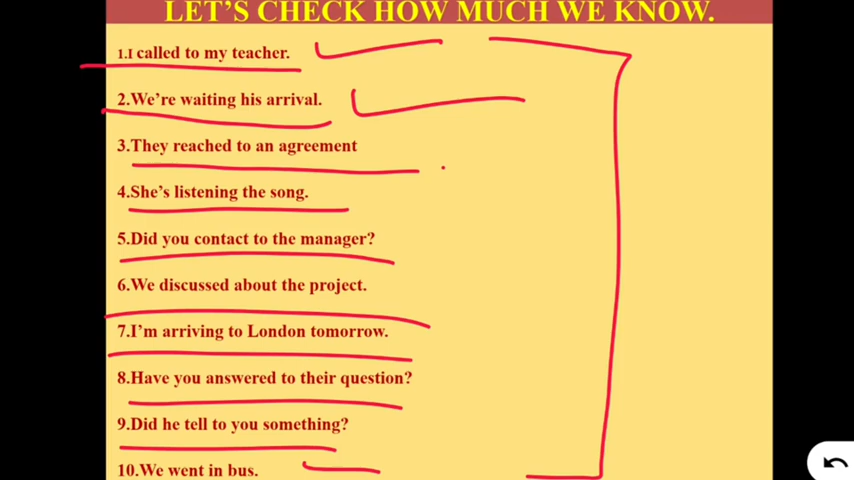 LET'S CHECK HOW MUCH WE KNOW.
1.I called to my teacher.
2.We're waiting his arrival.
3.They reached to an agreement
4.She's listening the song.
5.Did you contact to the manager?
6.We discussed about the project.
7.I'm arriving to London tomorrow.
8.Have you answered to their question?
9.Did he tell to you something?
10.We went in bus.